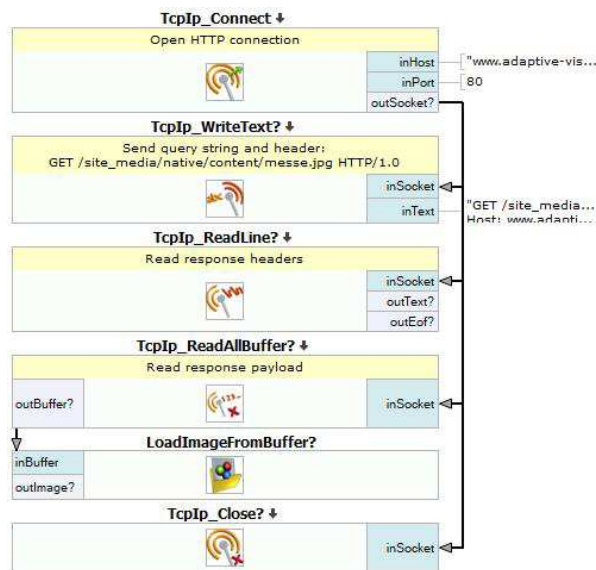 TcpIp_Connect
Open HTTP connection
inHost
"www.adaptive-vis...
inPort
80
outSocket?
TcpIp_WriteText?
Send query string and header:
GET /site_media/native/content/messe.jpg HTTP/1.0
inSocket
inText
"GET /site_media...
Host: www.adapti...
TcpIp_ReadLine?
Read response headers
inSocket
outText?
outEof?
TcpIp_ReadAllBuffer?
Read response payload
outBuffer?
inSocket
LoadImageFromBuffer?
inBuffer
outImage?
TcpIp_Close?
inSocket